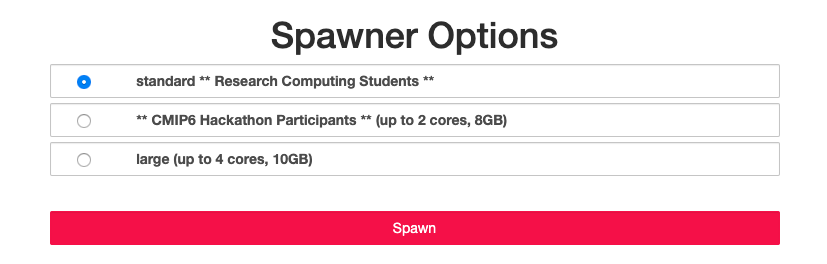 Spawner Options
standard ** Research Computing Students **
** CMIP6 Hackathon Participants ** (up to 2 cores, 8GB)
large (up to 4 cores, 10GB)
Spawn